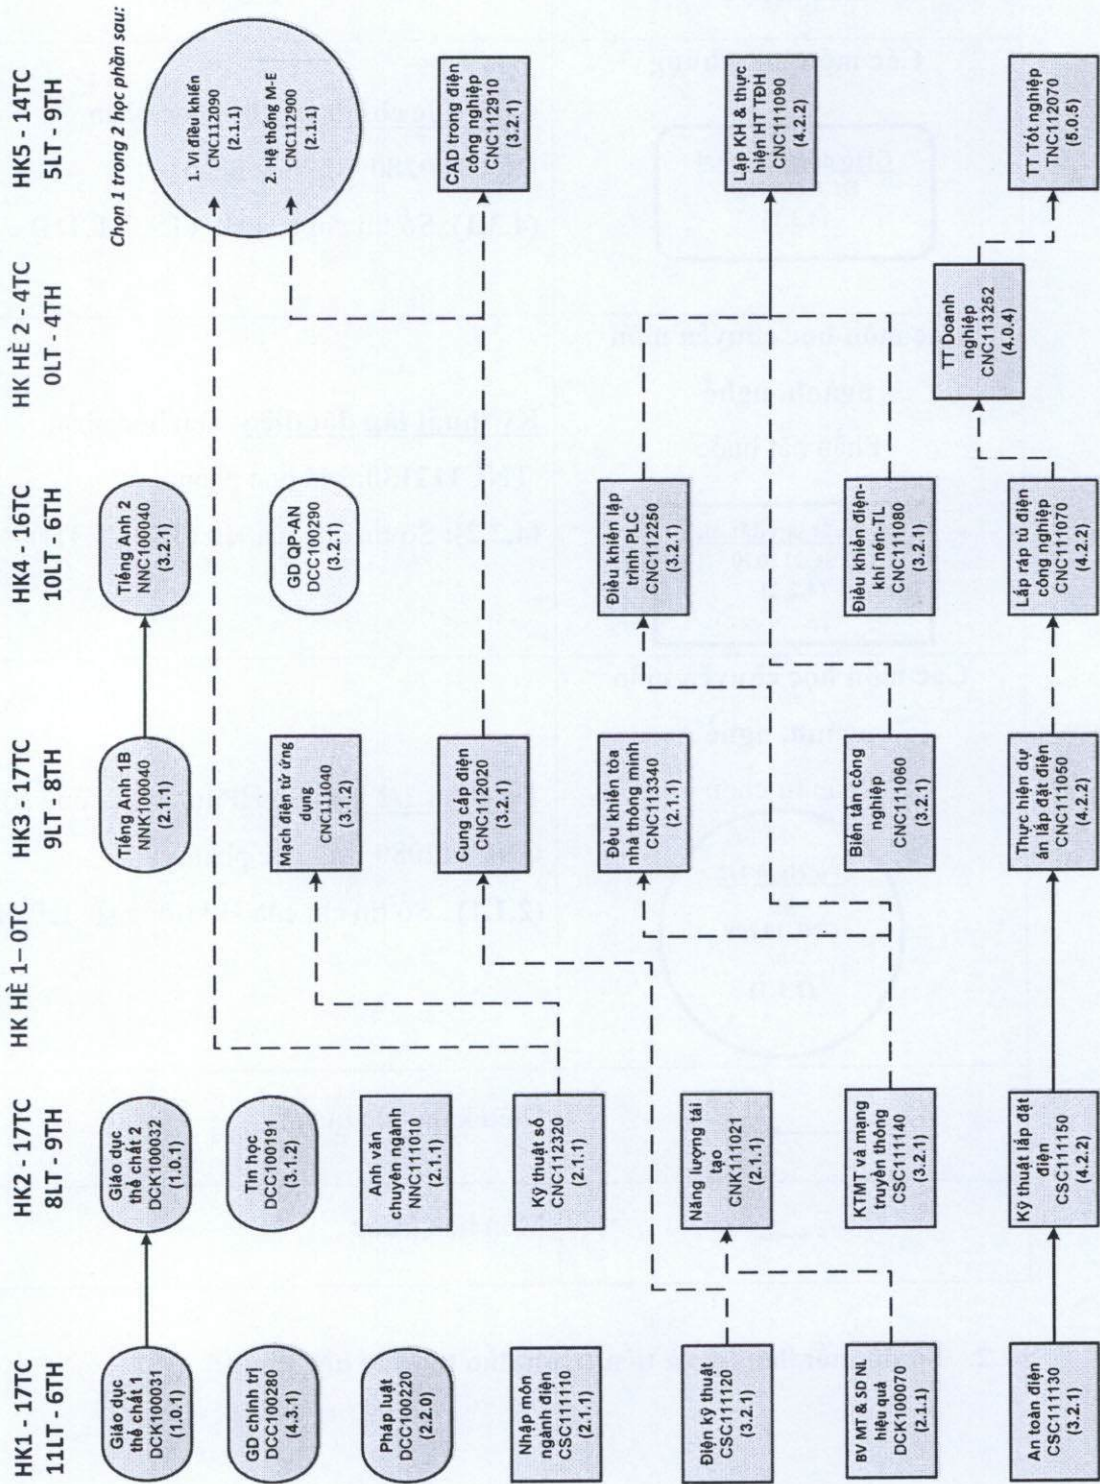 HK1 - 17TC
11LT - 6TH
Giáo dục
thể chất 1
DCK100031
(1.0.1)
GD chính trị
DCC100280
(4.3.1)
Pháp luật
DCC100220
(2.2.0)
Nhập môn
ngành điện
CSC111110
(2.1.1)
Điện kỹ thuật
CSC111120
(3.2.1)
BV MT & SD NL
hiệu quả
DCK100070
(2.1.1)
An toàn điện
CSC111130
(3.2.1)
HK2 - 17TC
8LT - 9TH
Giáo dục
thể chất 2
DCK100032
(1.0.1)
Tin học
DCC100191
(3.1.2)
Anh văn
chuyên ngành
NNC111010
(2.1.1)
Kỹ thuật số
CNC112320
(2.1.1)
Năng lượng tái
tạo
CNK111021
(2.1.1)
KTMT và mạng
truyền thông
CSC111140
(3.2.1)
Kỹ thuật lắp đặt
điện
CSC111150
(4.2.2)
HK HÈ 1– 0TC
HK3 - 17TC
9LT - 8TH
Tiếng Anh 1B
NNK100040
(2.1.1)
Mạch điện tử ứng
dụng
CNC111040
(3.1.2)
Cung cấp điện
CNC112020
(3.2.1)
Đều khiển tòa
nhà thông minh
CNC113340
(2.1.1)
Biến tần công
nghiệp
CNC111060
(3.2.1)
Thực hiện dự
án lắp đặt điện
CNC111050
(4.2.2)
HK4 - 16TC
10LT - 6TH
Tiếng Anh 2
NNC100040
(3.2.1)
GD QP-AN
DCC100290
(3.2.1)
Điều khiển lập
trình PLC
CNC112250
(3.2.1)
Điều khiển điện-
khí nén-TL
CNC111080
(3.2.1)
Lắp ráp tủ điện
công nghiệp
CNC111070
(4.2.2)
HK HÈ 2 - 4TC
0LT - 4TH
TT Doanh
nghiệp
CNC113252
(4.0.4)
HK5 - 14TC
5LT - 9TH
Chọn 1 trong 2 học phần sau:
1. Vi điều khiển
CNC112090
(2.1.1)
2. Hệ thống M-E
CNC112900
(2.1.1)
CAD trong điện
công nghiệp
CNC112910
(3.2.1)
Lập KH & thực
hiện HT TĐH
CNC111090
(4.2.2)
TT Tốt nghiệp
TNC112070
(5.0.5)